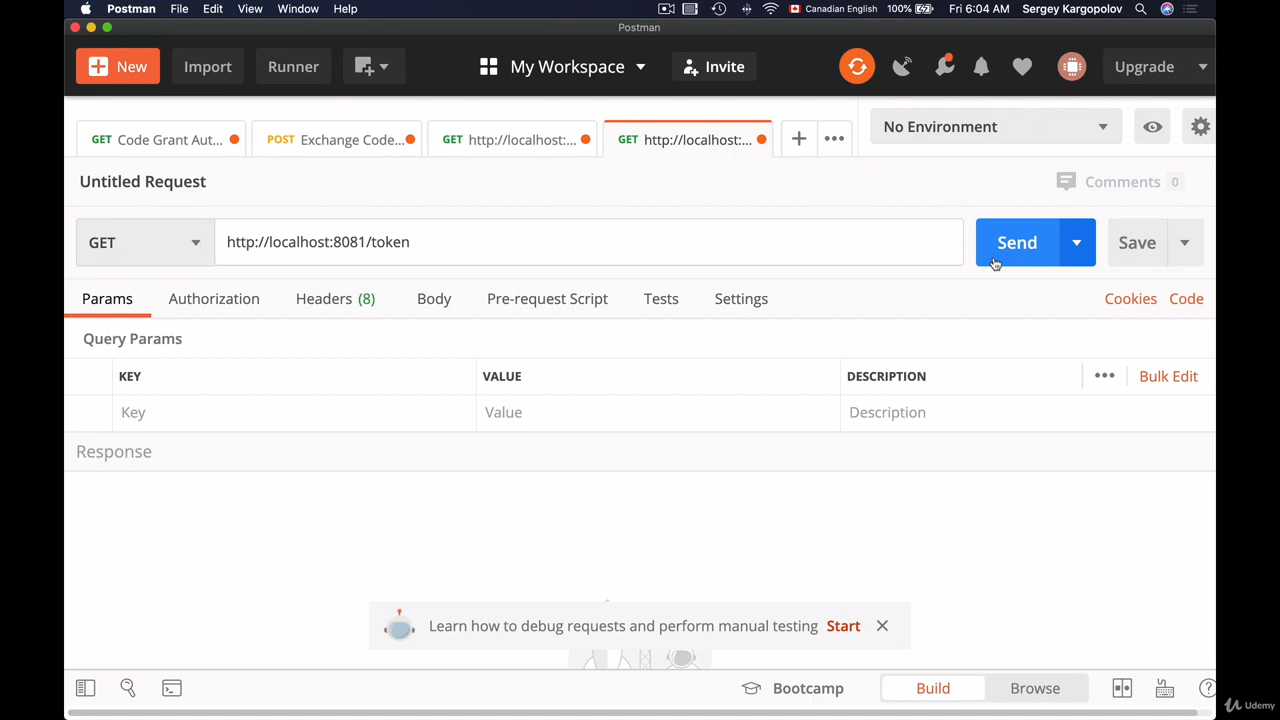 Postman File Edit View Window Help Canadian English 100% Fri 6:04 AM Sergey Kargopolov
Postman
New Import Runner My Workspace Invite Upgrade
GET Code Grant Aut... POST Exchange Code... GET http://localhost:... GET http://localhost:... No Environment
Untitled Request Comments 0
GET http://localhost:8081/token Send Save
Params Authorization Headers (8) Body Pre-request Script Tests Settings Cookies Code
Query Params
KEY VALUE DESCRIPTION Bulk Edit
Key Value Description
Response
Learn how to debug requests and perform manual testing Start
Bootcamp Build Browse
Udemy